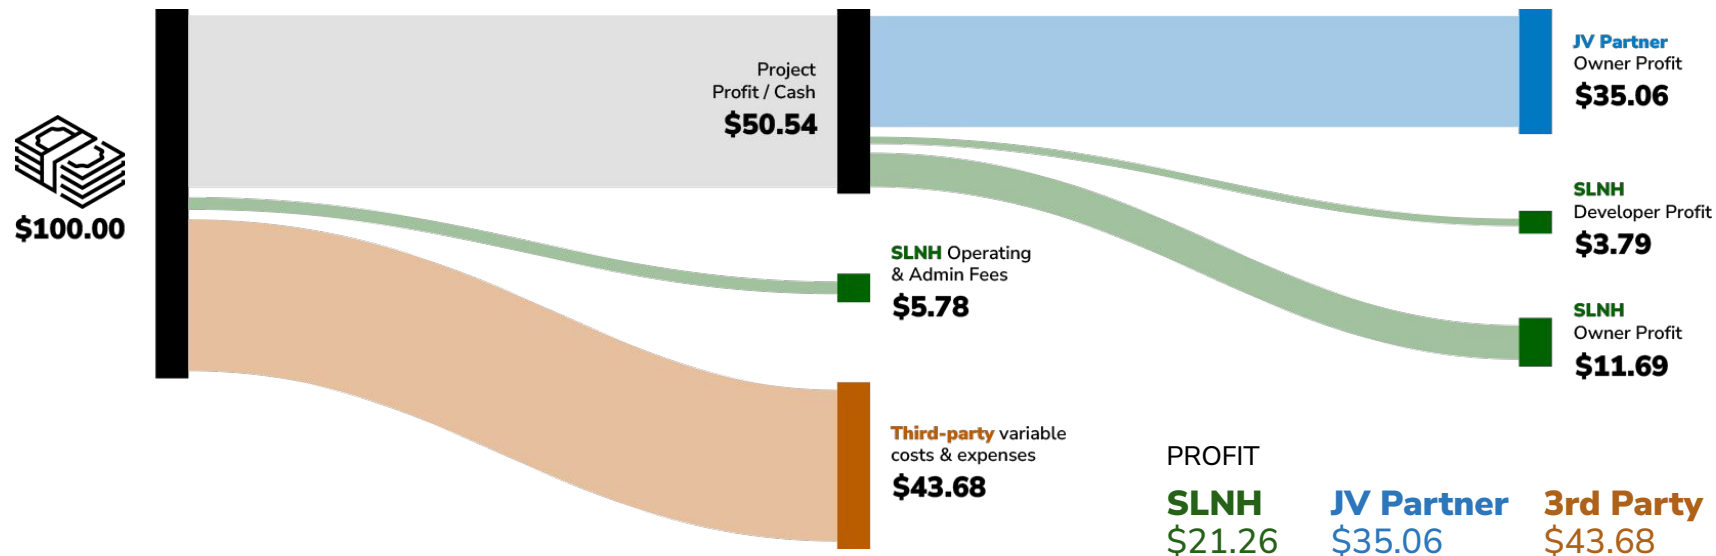 $100.00
Project
Profit / Cash
$50.54
SLNH Operating
& Admin Fees
$5.78
Third-party variable
costs & expenses
$43.68
JV Partner
Owner Profit
$35.06
SLNH
Developer Profit
$3.79
SLNH
Owner Profit
$11.69
PROFIT
SLNH JV Partner 3rd Party
$21.26 $35.06 $43.68